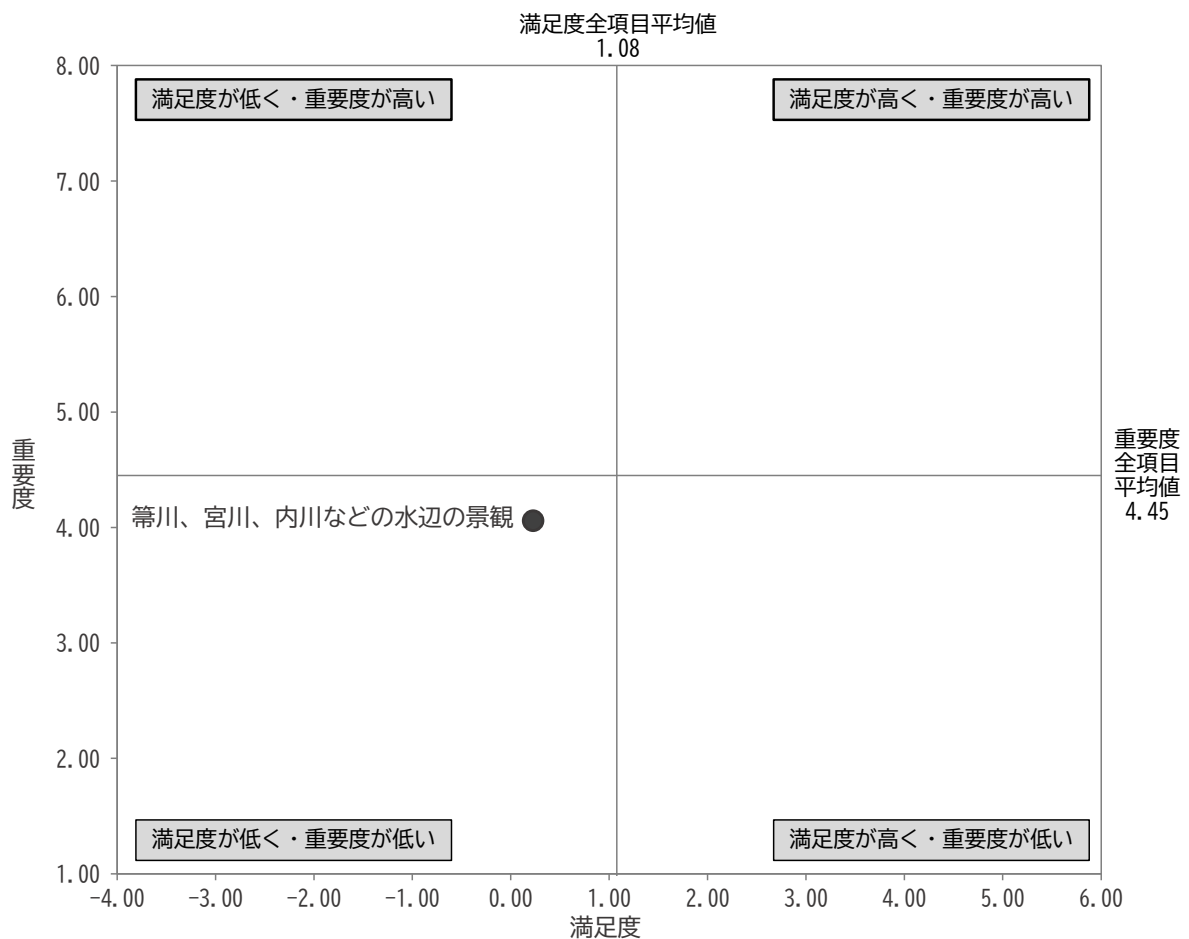 満足度全項目平均値
1.08
8.00
満足度が低く・重要度が高い
満足度が高く・重要度が高い
7.00
6.00
5.00
重要度
重要度
全項目
平均値
4.45
箒川、宮川、内川などの水辺の景観
4.00
3.00
2.00
満足度が低く・重要度が低い
満足度が高く・重要度が低い
1.00
-4.00 -3.00 -2.00 -1.00 0.00 1.00 2.00 3.00 4.00 5.00 6.00
満足度